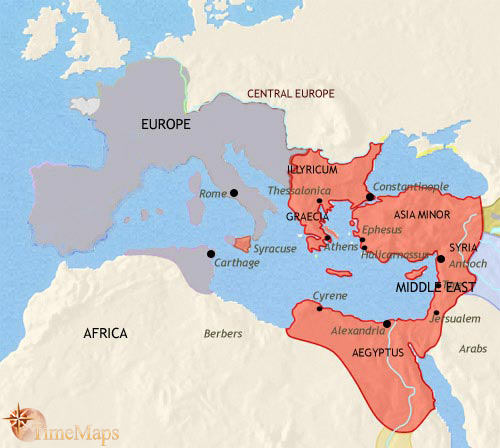 CENTRAL EUROPE
EUROPE
ILLYRICUM
Rome
Thessalonica
Constantinople
GRAECIA
ASIA MINOR
Ephesus
Syracuse
Athens
Halicarnassus
SYRIA
Carthage
Antioch
MIDDLE EAST
Cyrene
Jerusalem
AFRICA
Berbers
Alexandria
Arabs
AEGYPTUS
TimeMaps